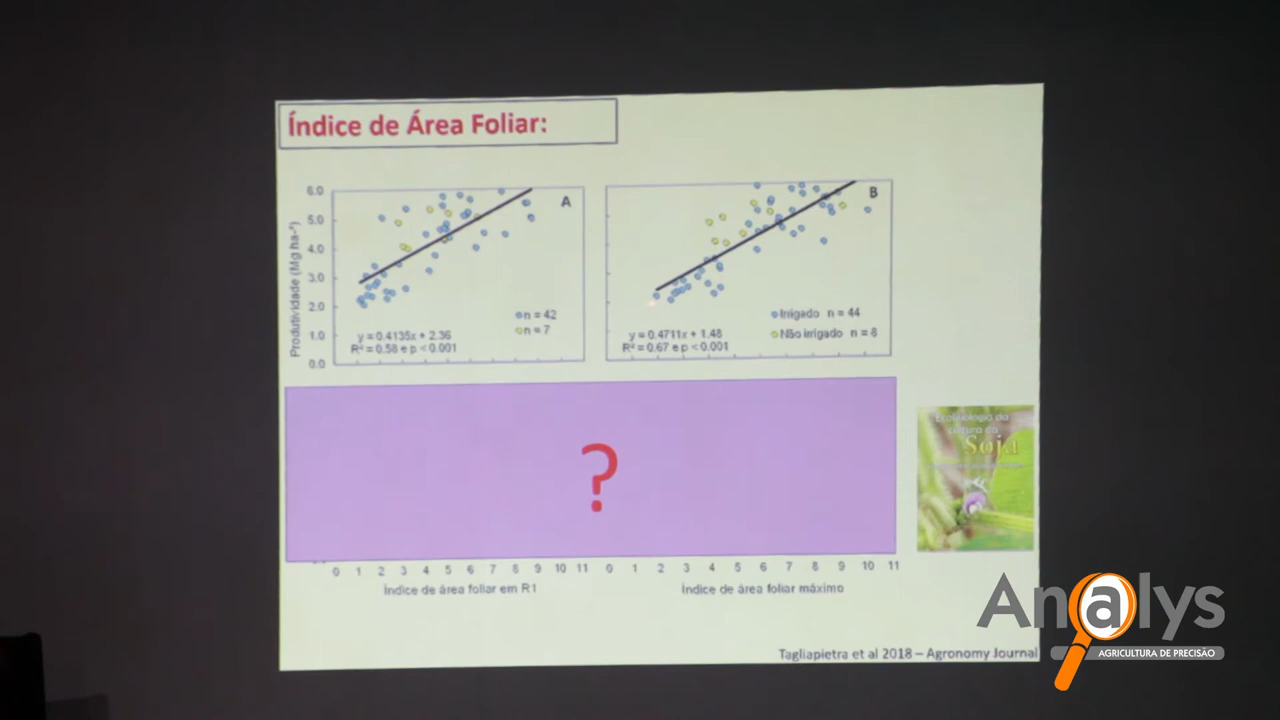 Índice de Área Foliar:
6.0
5.0
4.0
3.0
2.0
1.0
0.0
Produtividade (Mg ha-¹)
A
n = 42
n = 7
y = 0.4135x + 2.36
R² = 0.58 e p < 0.001
B
Irrigado n = 44
Não irrigado n = 8
y = 0.4711x + 1.48
R² = 0.67 e p < 0.001
?
0 1 2 3 4 5 6 7 8 9 10 11 0 1 2 3 4 5 6 7 8 9 10 11
Índice de área foliar em R1
Índice de área foliar máximo
Ecofisiologia da
cultura da
Soja
Tagliapietra et al 2018 – Agronomy Journal
Analys
AGRICULTURA DE PRECISÃO